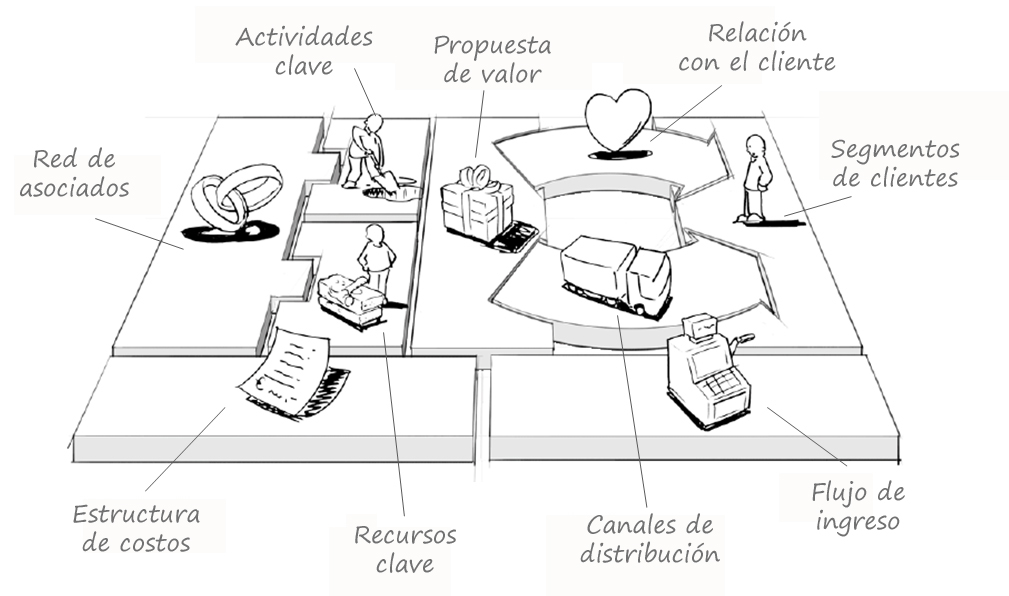 Actividades
clave
Propuesta
de valor
Relación
con el cliente
Red de
asociados
Segmentos
de clientes
Estructura
de costos
Recursos
clave
Canales de
distribución
Flujo de
ingreso